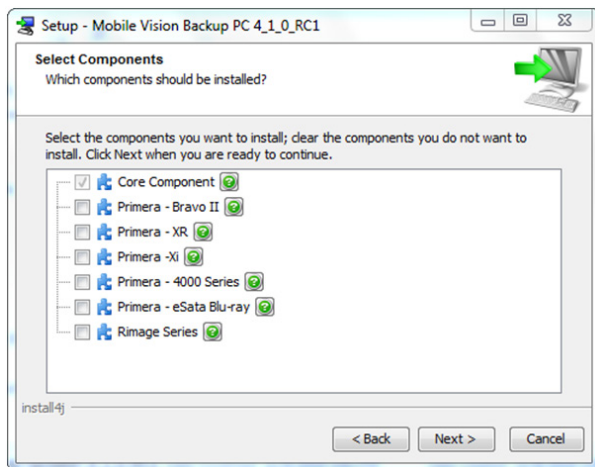 Setup - Mobile Vision Backup PC 4_1_0_RC1
Select Components
Which components should be installed?
Select the components you want to install; clear the components you do not want to
install. Click Next when you are ready to continue.
Core Component
Primera - Bravo II
Primera - XR
Primera -Xi
Primera - 4000 Series
Primera - eSata Blu-ray
Rimage Series
install4j
< Back Next > Cancel